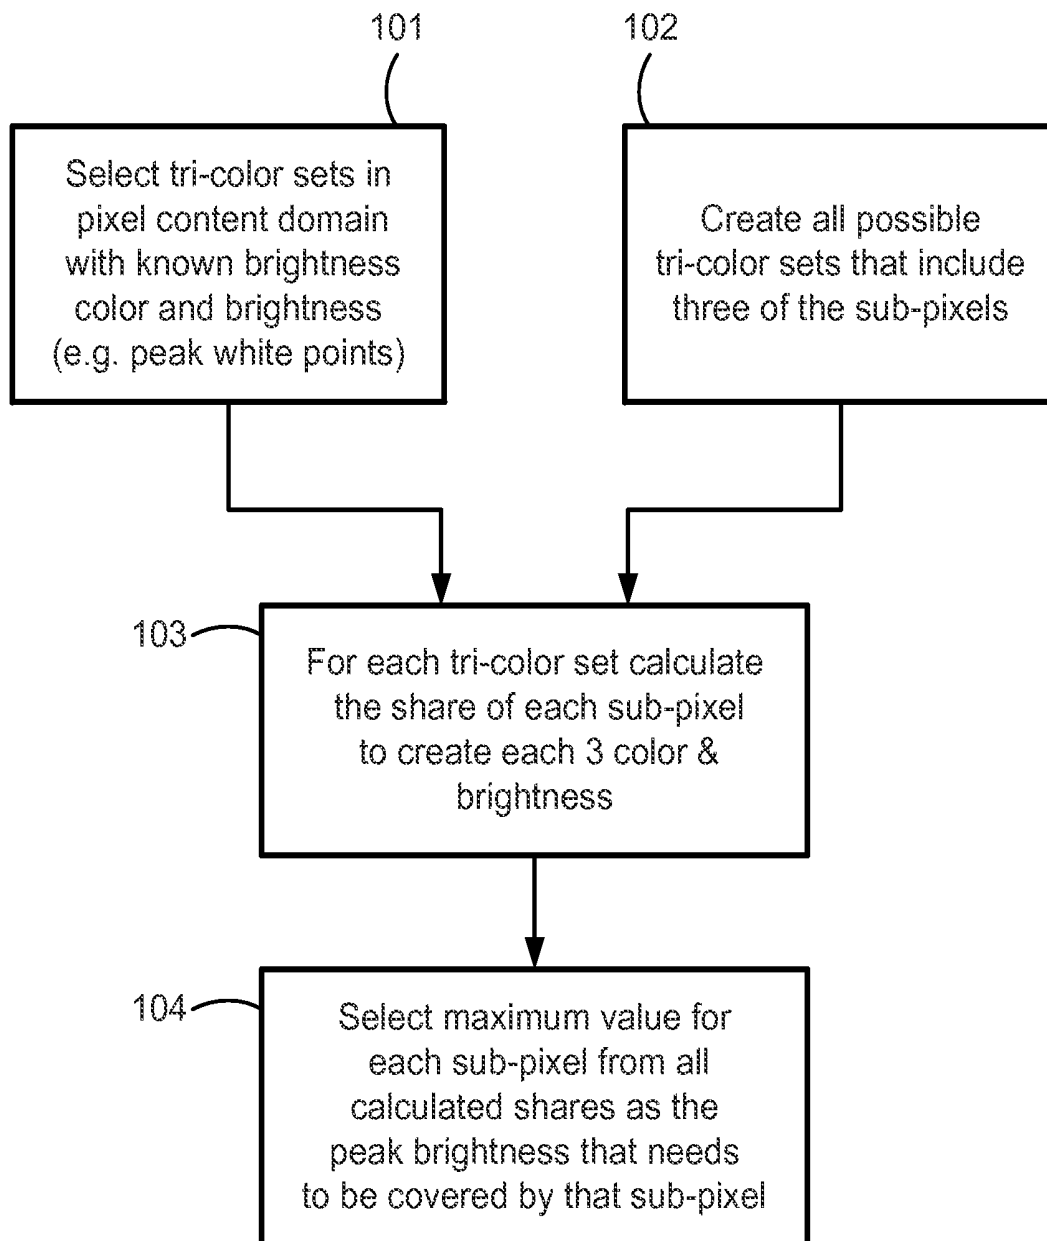 101
102
Select tri-color sets in
pixel content domain
with known brightness
color and brightness
(e.g. peak white points)
Create all possible
tri-color sets that include
three of the sub-pixels
103
For each tri-color set calculate
the share of each sub-pixel
to create each 3 color &
brightness
104
Select maximum value for
each sub-pixel from all
calculated shares as the
peak brightness that needs
to be covered by that sub-pixel